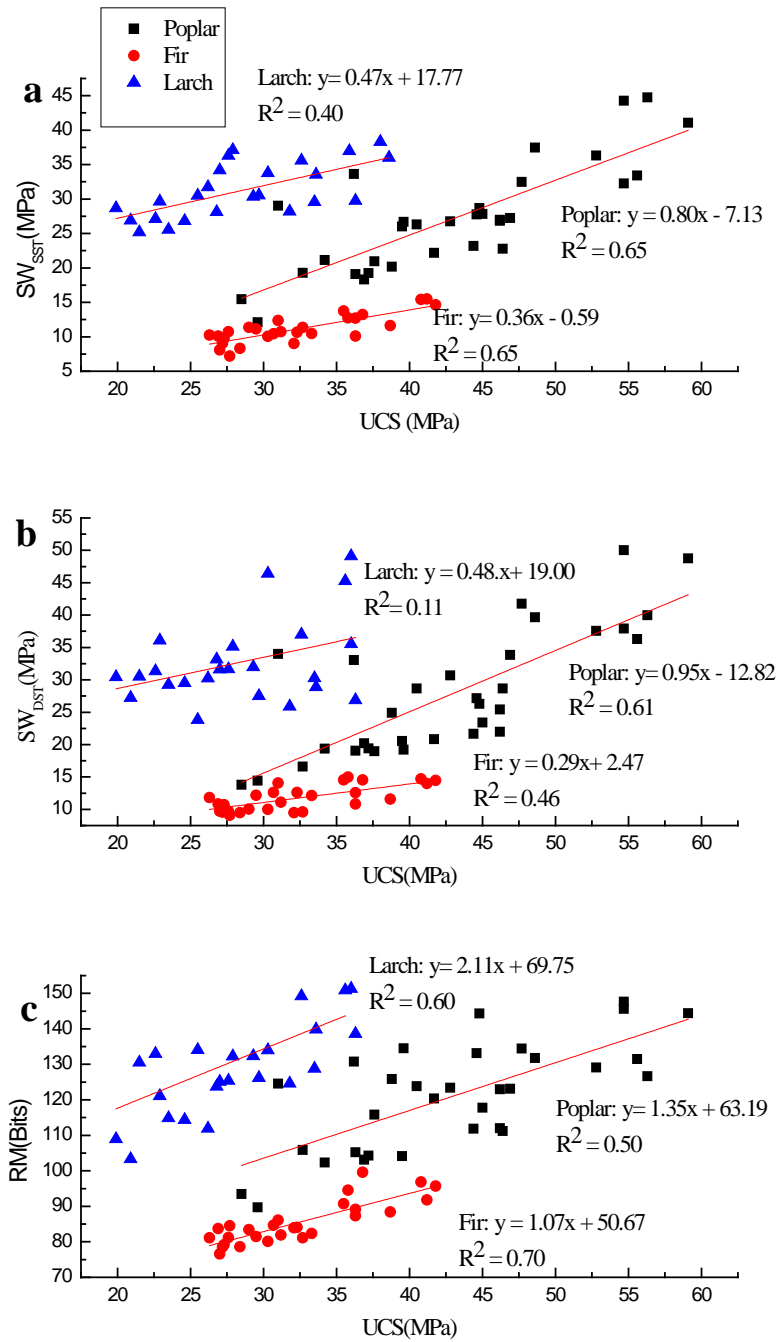 Poplar
Fir
Larch
a
Larch: y= 0.47x + 17.77
R² = 0.40
Poplar: y = 0.80x - 7.13
R² = 0.65
Fir: y = 0.36x - 0.59
R² = 0.65
SW_SST(MPa)
45
40
35
30
25
20
15
10
5
20 25 30 35 40 45 50 55 60
UCS (MPa)
b
Larch: y = 0.48.x+ 19.00
R² = 0.11
Poplar: y = 0.95x - 12.82
R² = 0.61
Fir: y = 0.29x+ 2.47
R² = 0.46
SW_DST(MPa)
55
50
45
40
35
30
25
20
15
10
20 25 30 35 40 45 50 55 60
UCS(MPa)
c
Larch: y= 2.11x + 69.75
R² = 0.60
Poplar: y = 1.35x + 63.19
R² = 0.50
Fir: y = 1.07x + 50.67
R² = 0.70
RM(Bits)
150
140
130
120
110
100
90
80
70
20 25 30 35 40 45 50 55 60
UCS(MPa)